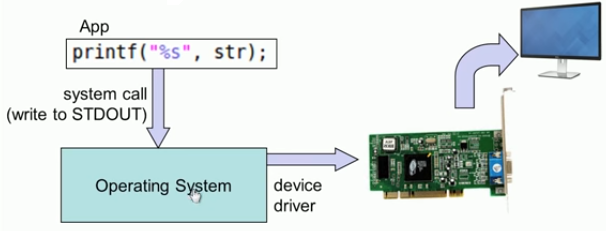 App
printf("%s", str);
system call
(write to STDOUT)
Operating System
device
driver